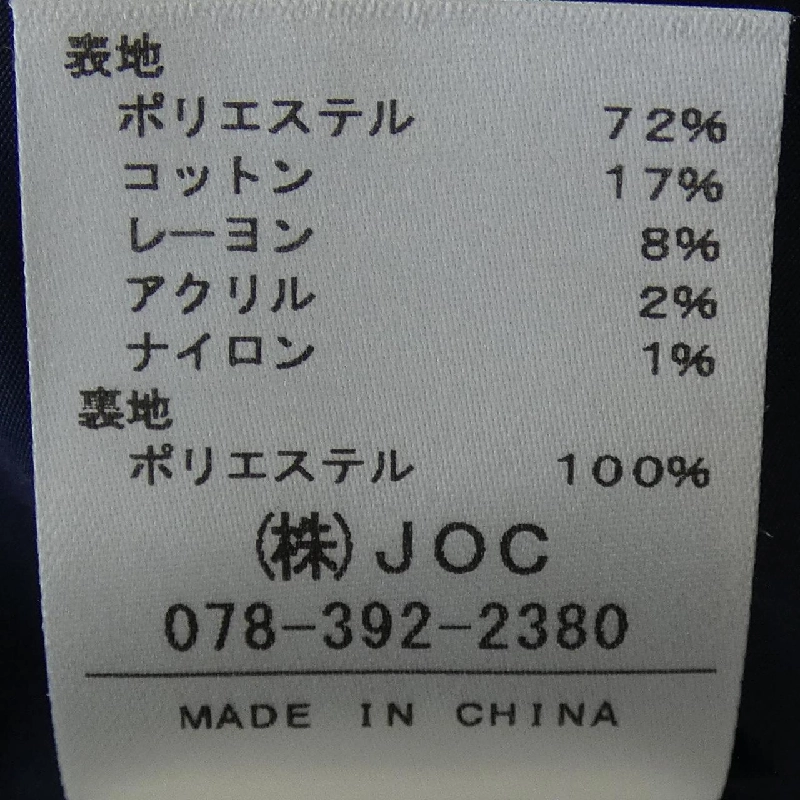 表地
ポリエステル 72%
コットン 17%
レーヨン 8%
アクリル 2%
ナイロン 1%
裏地
ポリエステル 100%
(株)JOC
078-392-2380
MADE IN CHINA